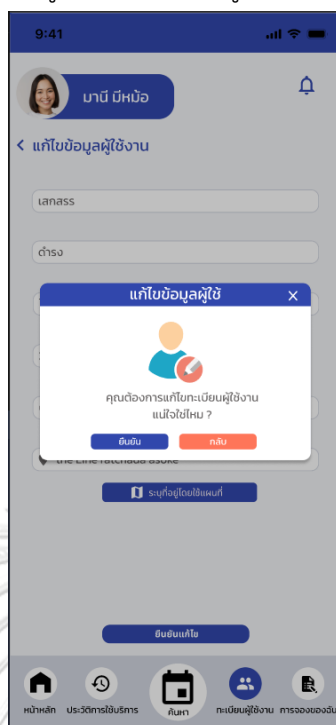 9:41
มานี มีหม้อ
แก้ไขข้อมูลผู้ใช้งาน
เสกสรร
ดำรง
แก้ไขข้อมูลผู้ใช้
คุณต้องการแก้ไขทะเบียนผู้ใช้งาน
แน่ใจใช่ไหม ?
ยืนยัน
กลับ
the Line ratchada asoke
ระบุที่อยู่โดยใช้แผนที่
ยืนยันแก้ไข
หน้าหลัก
ประวัติการใช้บริการ
ค้นหา
ทะเบียนผู้ใช้งาน
การจองของฉัน